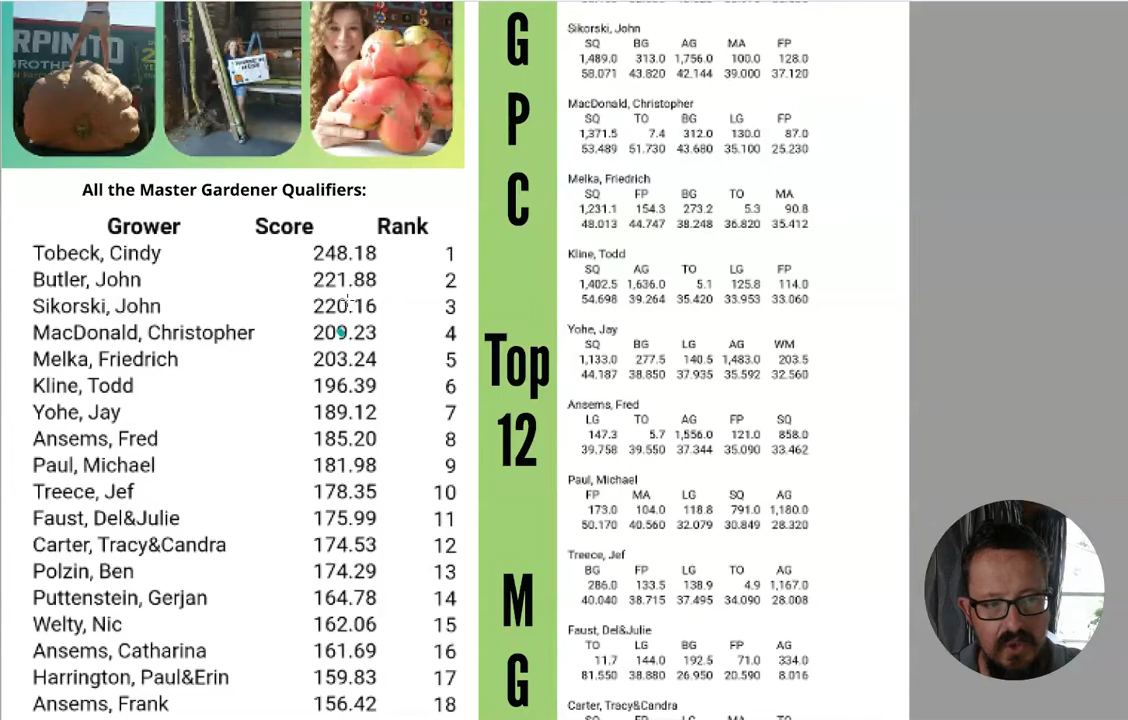 RPINITO
BROTHE
All the Master Gardener Qualifiers:
Grower Score Rank
Tobeck, Cindy 248.18 1
Butler, John 221.88 2
Sikorski, John 220.16 3
MacDonald, Christopher 209.23 4
Melka, Friedrich 203.24 5
Kline, Todd 196.39 6
Yohe, Jay 189.12 7
Ansems, Fred 185.20 8
Paul, Michael 181.98 9
Treece, Jef 178.35 10
Faust, Del&Julie 175.99 11
Carter, Tracy&Candra 174.53 12
Polzin, Ben 174.29 13
Puttenstein, Gerjan 164.78 14
Welty, Nic 162.06 15
Ansems, Catharina 161.69 16
Harrington, Paul&Erin 159.83 17
Ansems, Frank 156.42 18
G
P
C
Top
12
M
G
Sikorski, John
SQ BG AG MA FP
1,489.0 313.0 1,756.0 100.0 128.0
58.071 43.820 42.144 39.000 37.120
MacDonald, Christopher
SQ TO BG LG FP
1,371.5 7.4 312.0 130.0 87.0
53.489 51.730 43.680 35.100 25.230
Melka, Friedrich
SQ FP BG TO MA
1,231.1 154.3 273.2 5.3 90.8
48.013 44.747 38.248 36.820 35.412
Kline, Todd
SQ AG TO LG FP
1,402.5 1,636.0 5.1 125.8 114.0
54.698 39.264 35.420 33.953 33.060
Yohe, Jay
SQ BG LG AG WM
1,133.0 277.5 140.5 1,483.0 203.5
44.187 38.850 37.935 35.592 32.560
Ansems, Fred
LG TO AG FP SQ
147.3 5.7 1,556.0 121.0 858.0
39.758 39.550 37.344 35.090 33.462
Paul, Michael
FP MA LG SQ AG
173.0 104.0 118.8 791.0 1,180.0
50.170 40.560 32.079 30.849 28.320
Treece, Jef
BG FP LG TO AG
286.0 133.5 138.9 4.9 1,167.0
40.040 38.715 37.495 34.090 28.008
Faust, Del&Julie
TO LG BG FP AG
11.7 144.0 192.5 71.0 334.0
81.550 38.880 26.950 20.590 8.016
Carter, Tracy&Candra
SQ FP LG MA TO